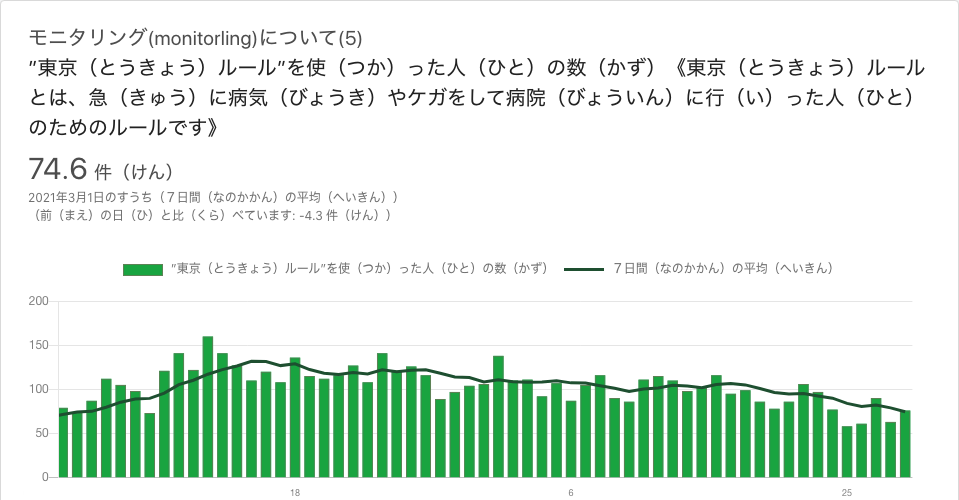 モニタリング(monitorling)について(5)
”東京（とうきょう）ルール”を使（つか）った人（ひと）の数（かず）《東京（とうきょう）ルール
とは、急（きゅう）に病気（びょうき）やケガをして病院（びょういん）に行（い）った人（ひと）
のためのルールです》
74.6 件（けん）
2021年3月1日のすうち（７日間（なのかかん）の平均（へいきん））
（前（まえ）の日（ひ）と比（くら）べています: -4.3 件（けん））
”東京（とうきょう）ルール”を使（つか）った人（ひと）の数（かず） ７日間（なのかかん）の平均（へいきん）
200
150
100
50
0
18 6 25